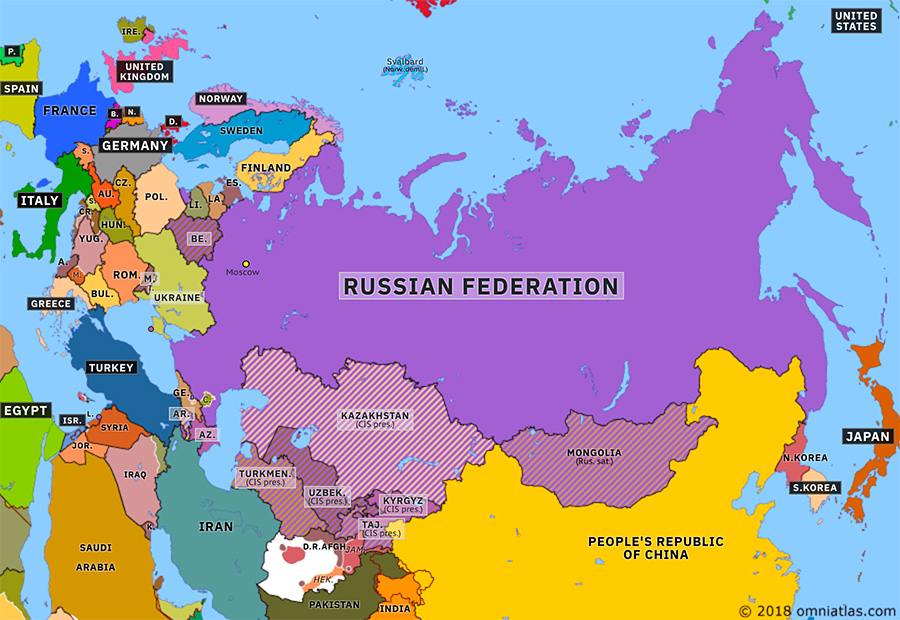 UNITED
STATES
IRE.
P.
UNITED
KINGDOM
Svalbard
(Norw. demil.)
SPAIN
NORWAY
FRANCE
B.
N.
D.
SWEDEN
GERMANY
S.
FINLAND
CZ.
ES.
AU.
POL.
LI.
LA.
ITALY
S.
CR.
HUN.
YUG.
BE.
A.
M.
ROM.
M.
Moscow
RUSSIAN FEDERATION
BUL.
UKRAINE
GREECE
TURKEY
GE.
C.
EGYPT
ISR.
L.
AR.
SYRIA
AZ.
JOR.
KAZAKHSTAN
(CIS pres.)
JAPAN
MONGOLIA
(Rus. sat.)
N.KOREA
S.KOREA
IRAQ
TURKMEN.
(CIS pres.)
UZBEK.
(CIS pres.)
KYRGYZ
(CIS pres.)
K.
IRAN
TAJ.
(CIS pres.)
D.R.AFGH.
JAM.
HEK.
SAUDI
ARABIA
PEOPLE'S REPUBLIC
OF CHINA
PAKISTAN
INDIA
© 2018 omniatlas.com